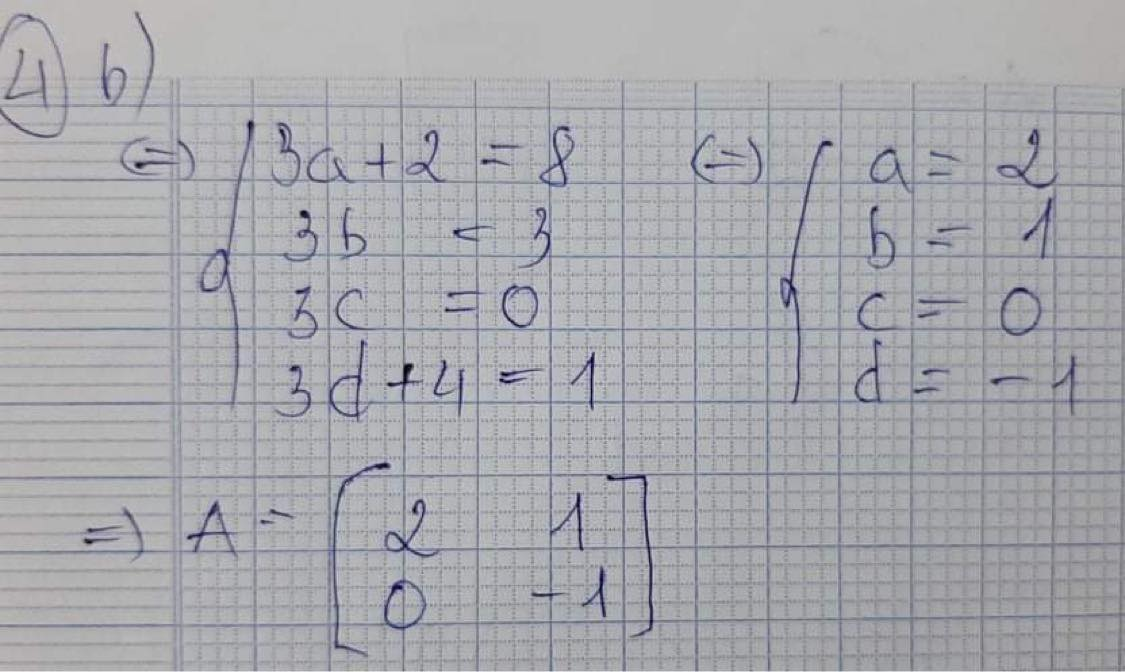 4 b)
(=) { 3a+2 = 8 (=) { a = 2
3b = 3 b = 1
3c = 0 c = 0
3d+4 = 1 d = -1
=) A = [ 2 1
0 -1 ]